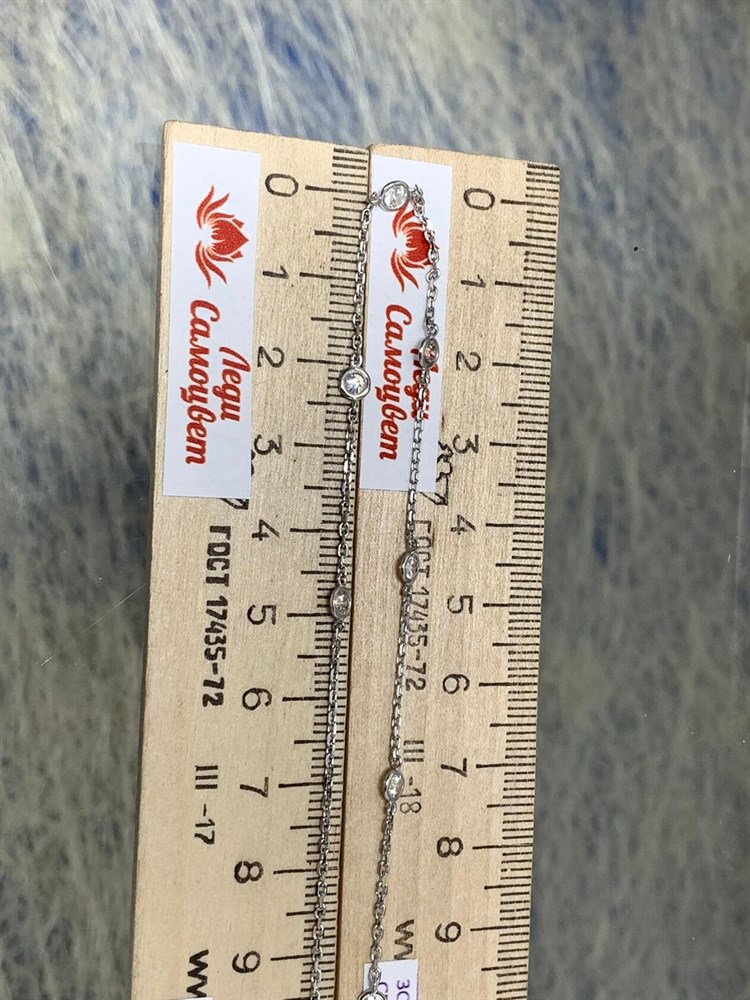 Леди
Самоцвет
0 1 2 3 4 5 6 7 8 9
ГОСТ 17435-72 III-17
Леди
Самоцвет
0 1 2 3 4 5 6 7 8 9
ГОСТ 17435-72 III-18